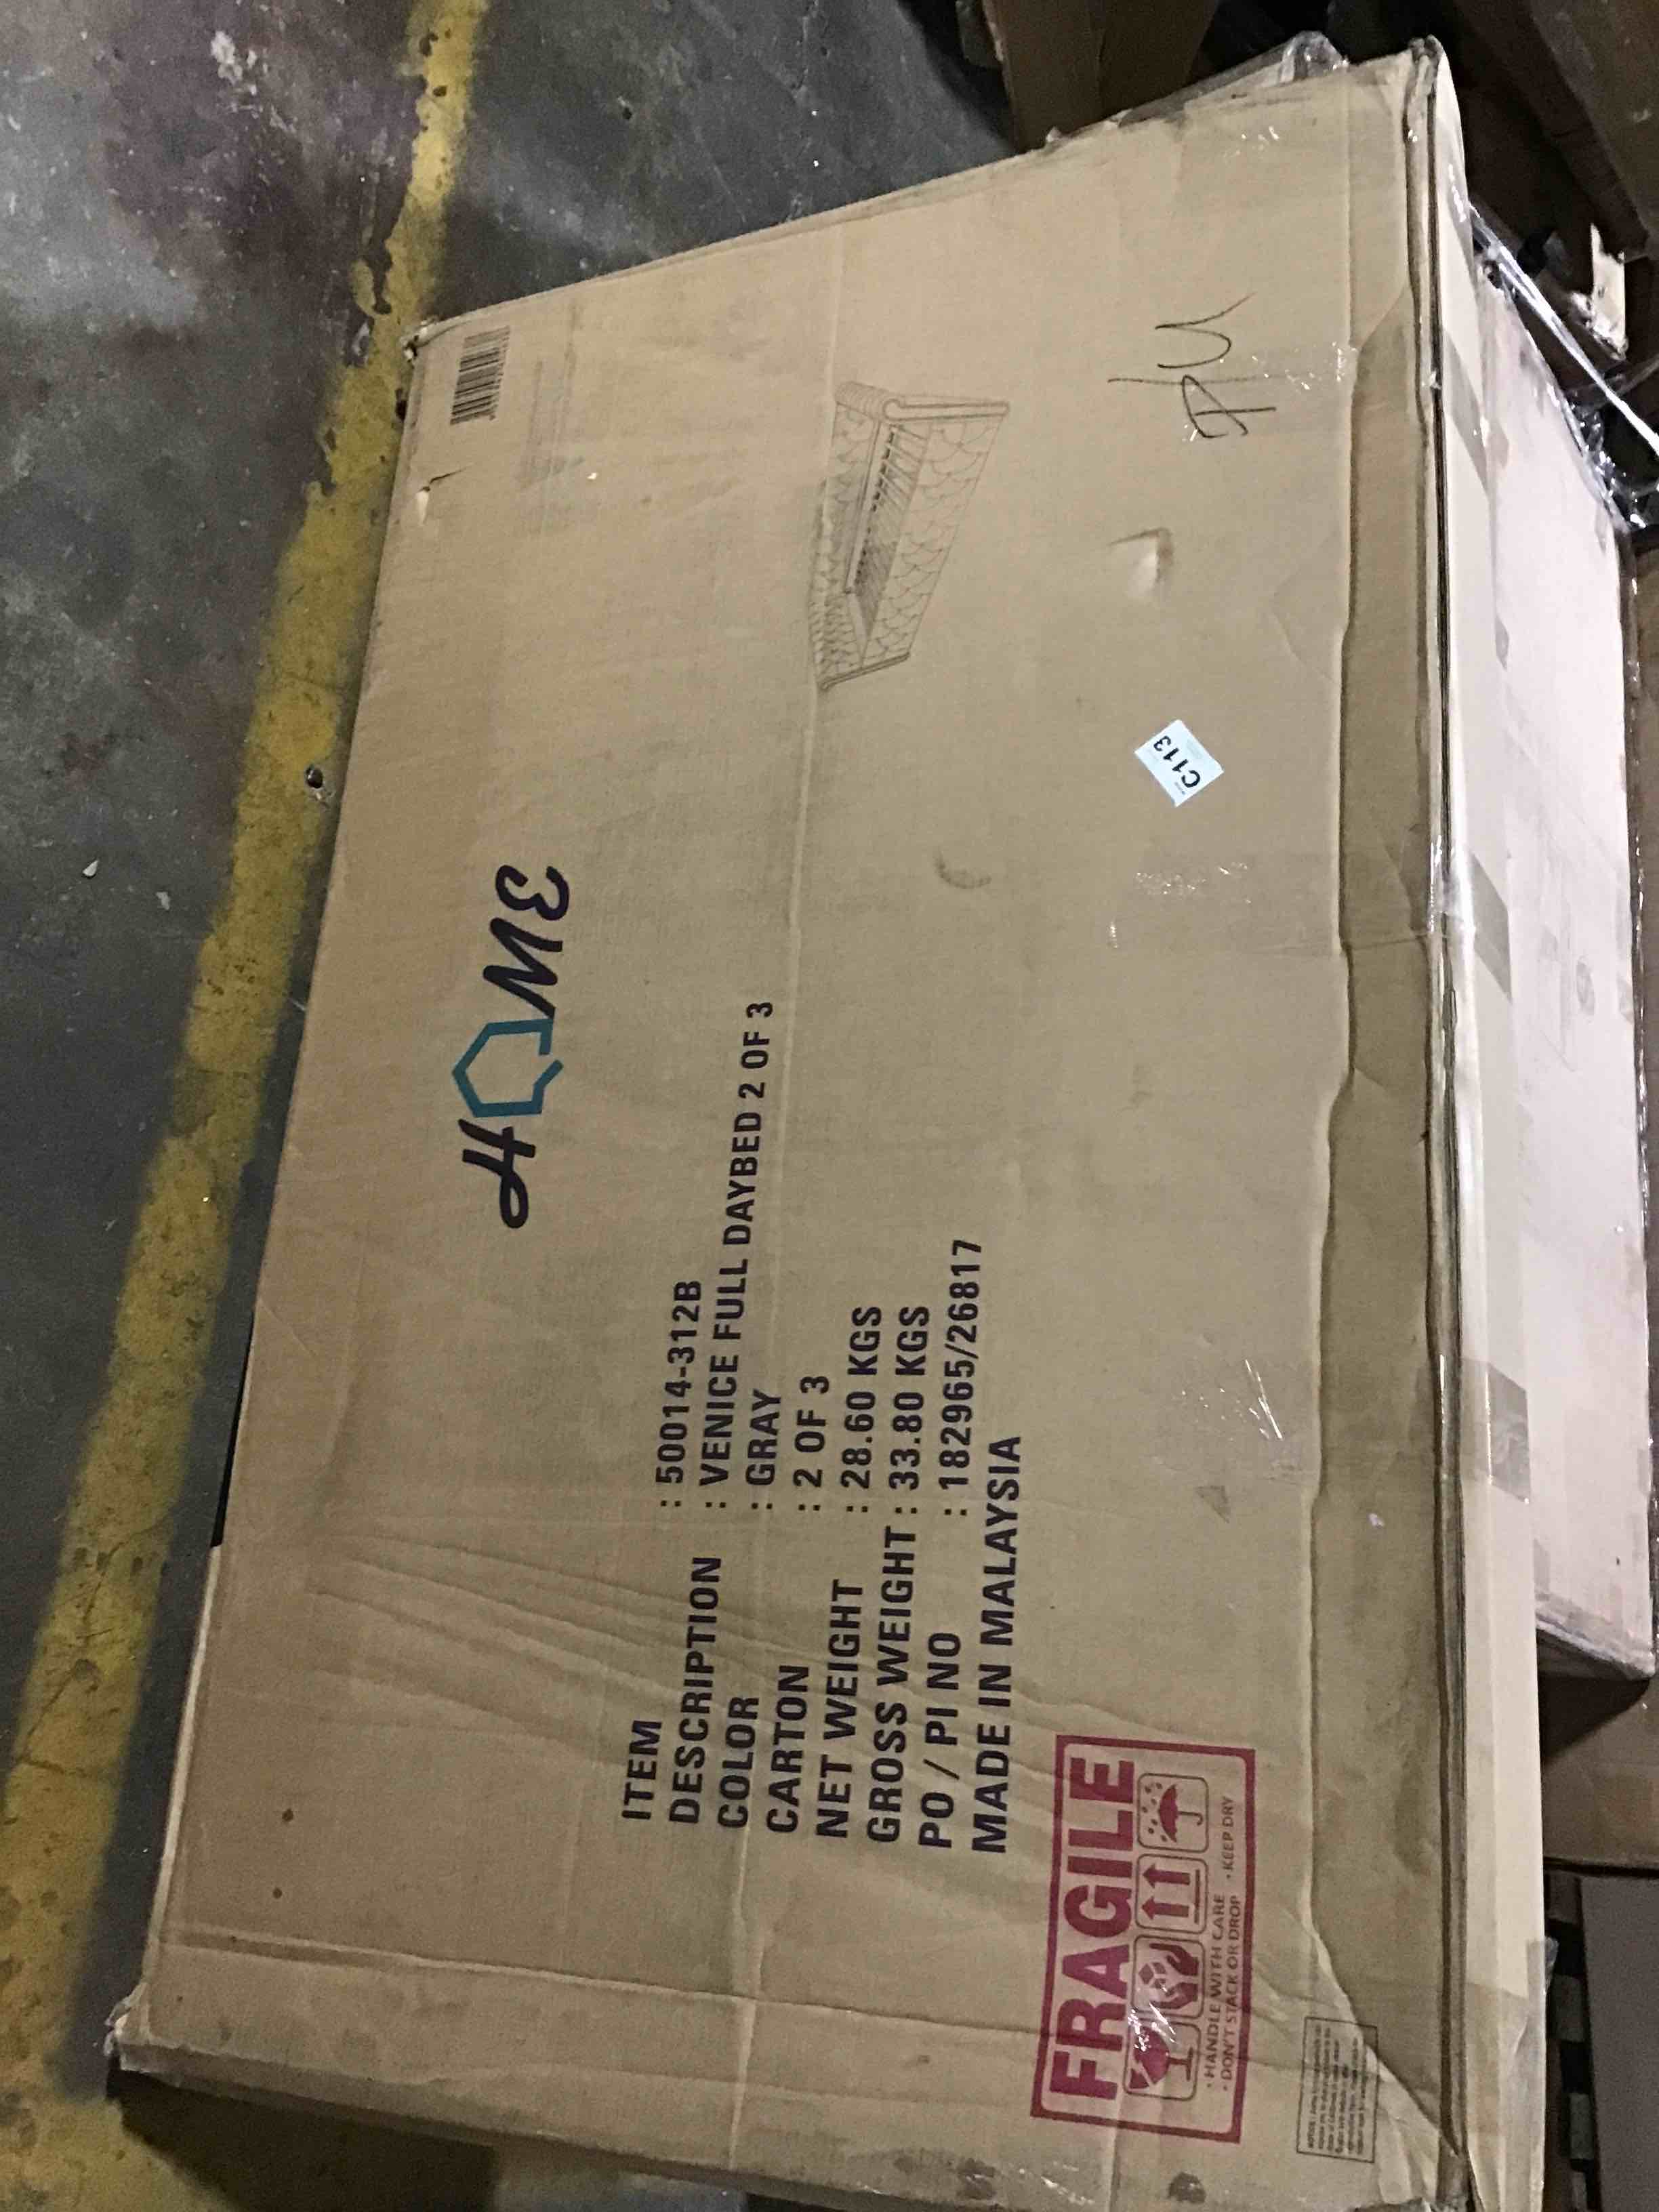 HOME
ITEM : 50014-312B
DESCRIPTION : VENICE FULL DAYBED 2 OF 3
COLOR : GRAY
CARTON : 2 OF 3
NET WEIGHT : 28.60 KGS
GROSS WEIGHT : 33.80 KGS
PO / PI NO : 182965/26817
MADE IN MALAYSIA
C113
FRAGILE
· HANDLE WITH CARE · KEEP DRY
· DON'T STACK OR DROP